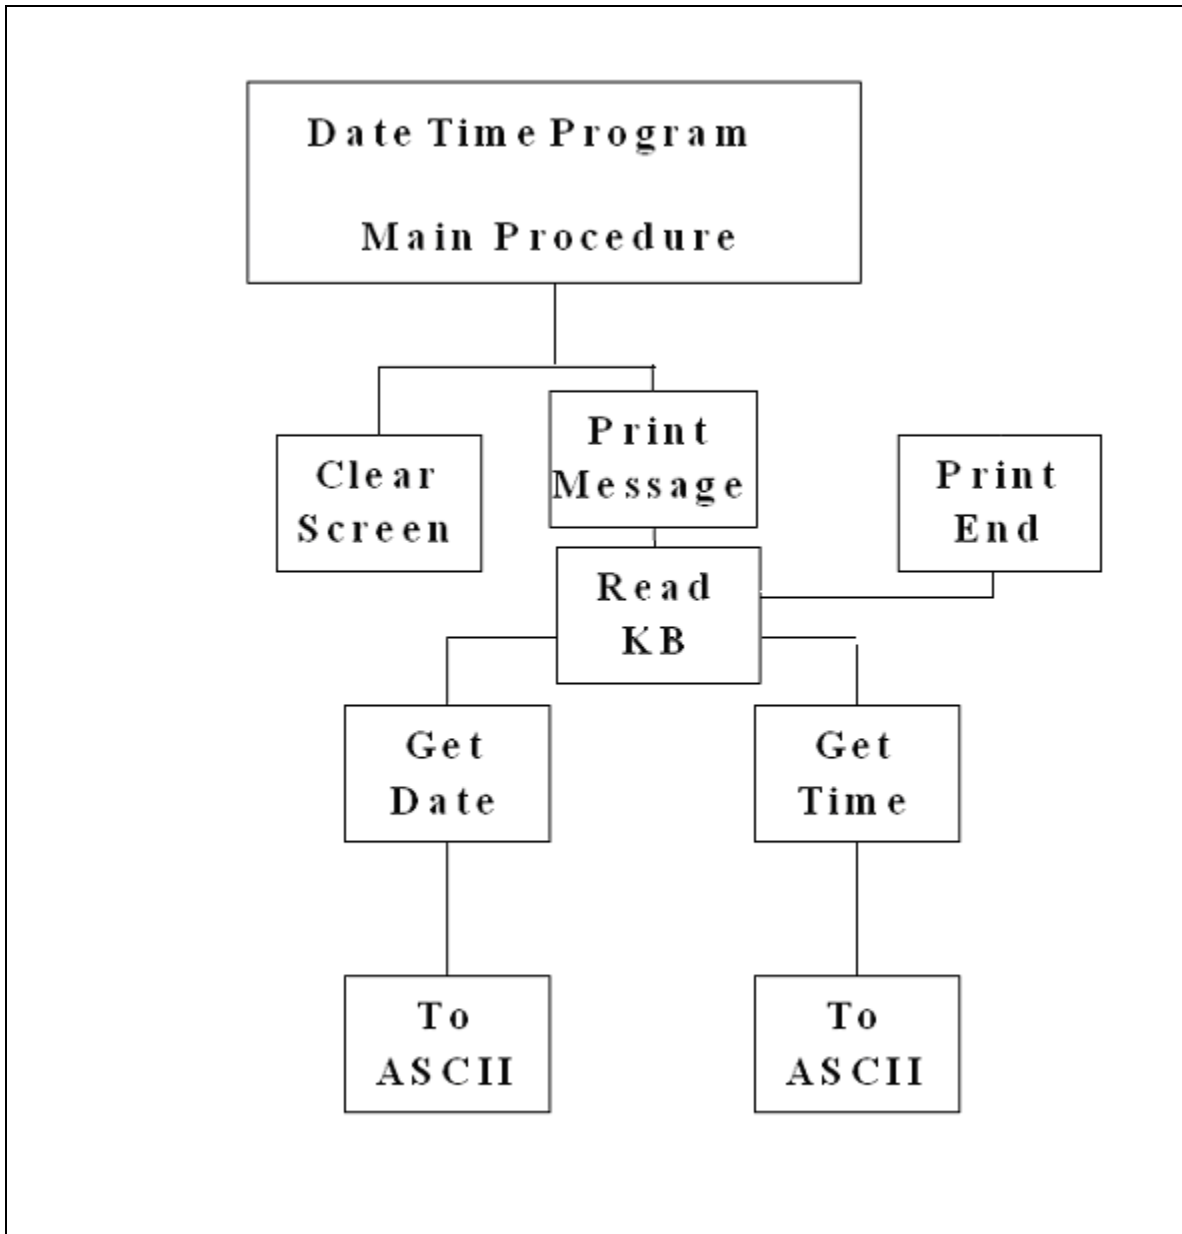 Date Time Program
Main Procedure
Clear
Screen
Print
Message
Print
End
Read
KB
Get
Date
Get
Time
To
ASCII
To
ASCII